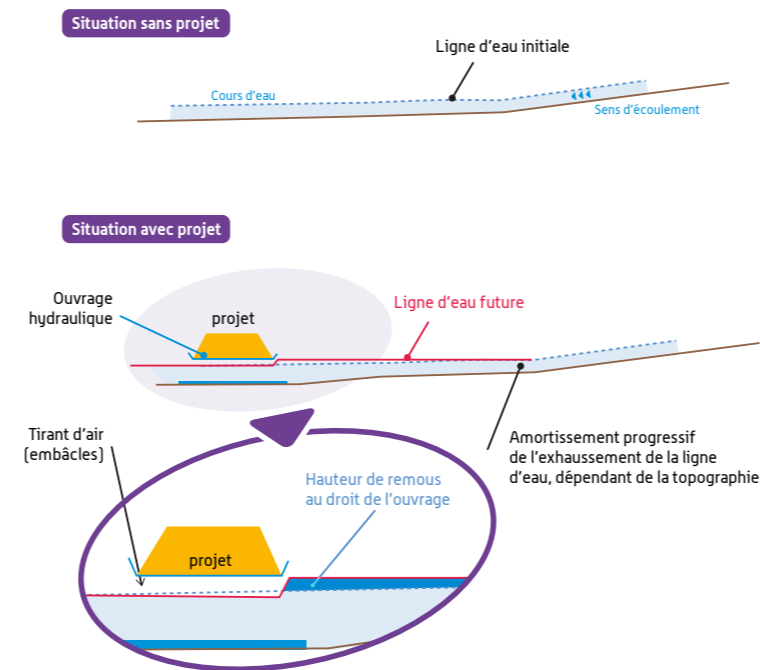 Situation sans projet
Ligne d'eau initiale
Cours d'eau
Sens d'écoulement
Situation avec projet
Ouvrage
hydraulique
projet
Ligne d'eau future
Tirant d'air
(embâcles)
Amortissement progressif
de l'exhaussement de la ligne
d'eau, dépendant de la topographie
Hauteur de remous
au droit de l'ouvrage
projet